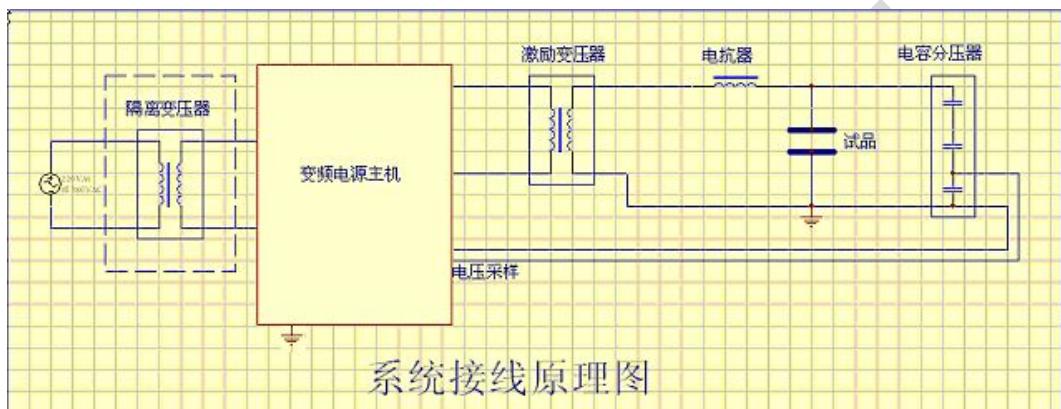 激励变压器
电抗器
电容分压器
隔离变压器
试品
变频电源主机
电压采样
系统接线原理图